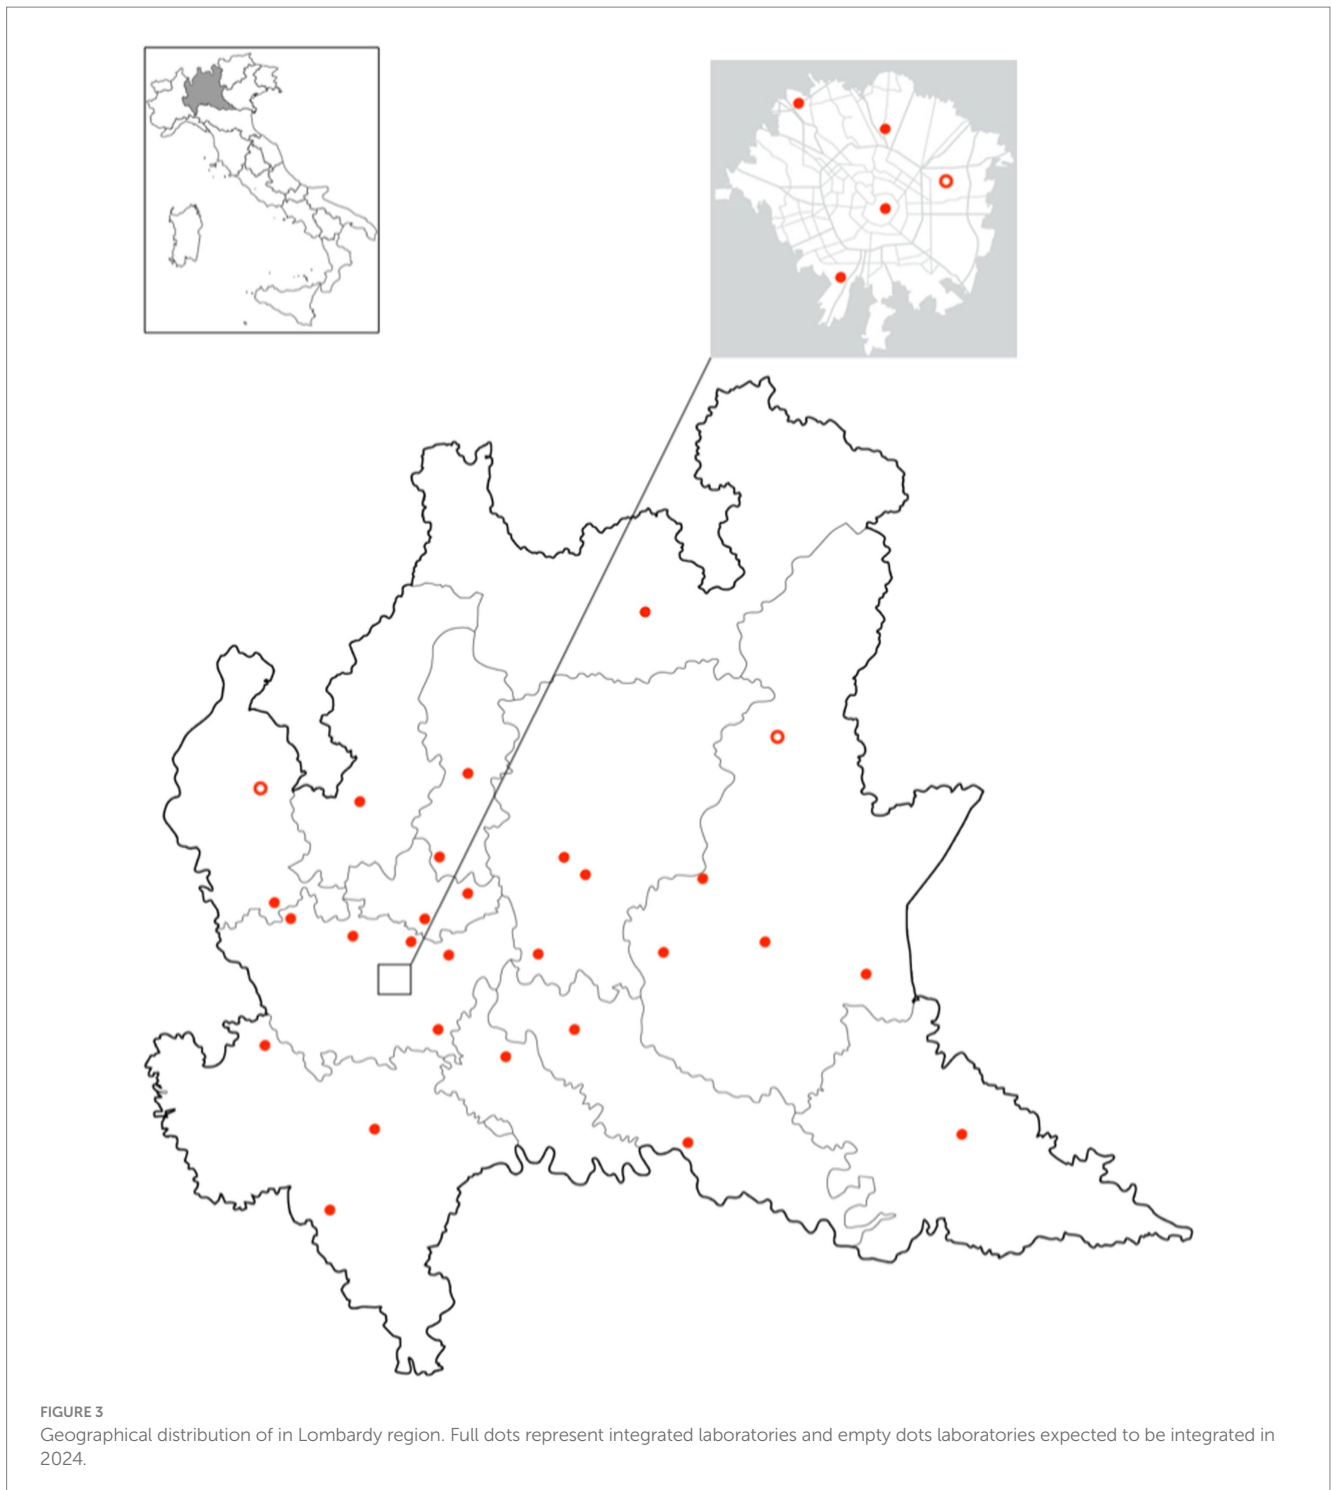 FIGURE 3
Geographical distribution of in Lombardy region. Full dots represent integrated laboratories and empty dots laboratories expected to be integrated in
2024.